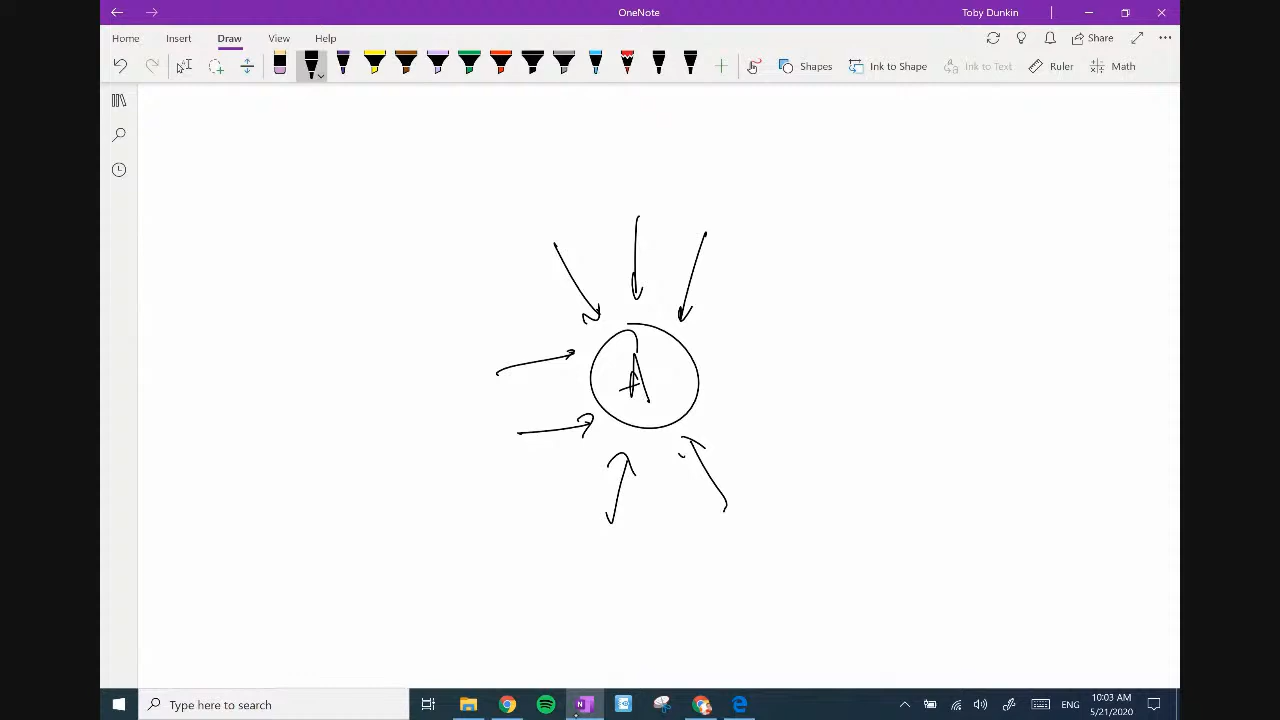 OneNote
Toby Dunkin
Home Insert Draw View Help
Share
Shapes Ink to Shape Ink to Text Ruler Math
A
Type here to search
ENG
10:03 AM
5/21/2020